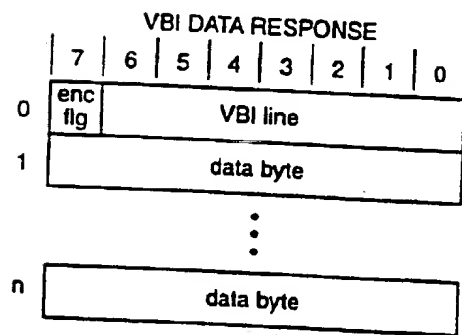 VBI DATA RESPONSE
7 6 5 4 3 2 1 0
0 enc flg VBI line
1 data byte
n data byte